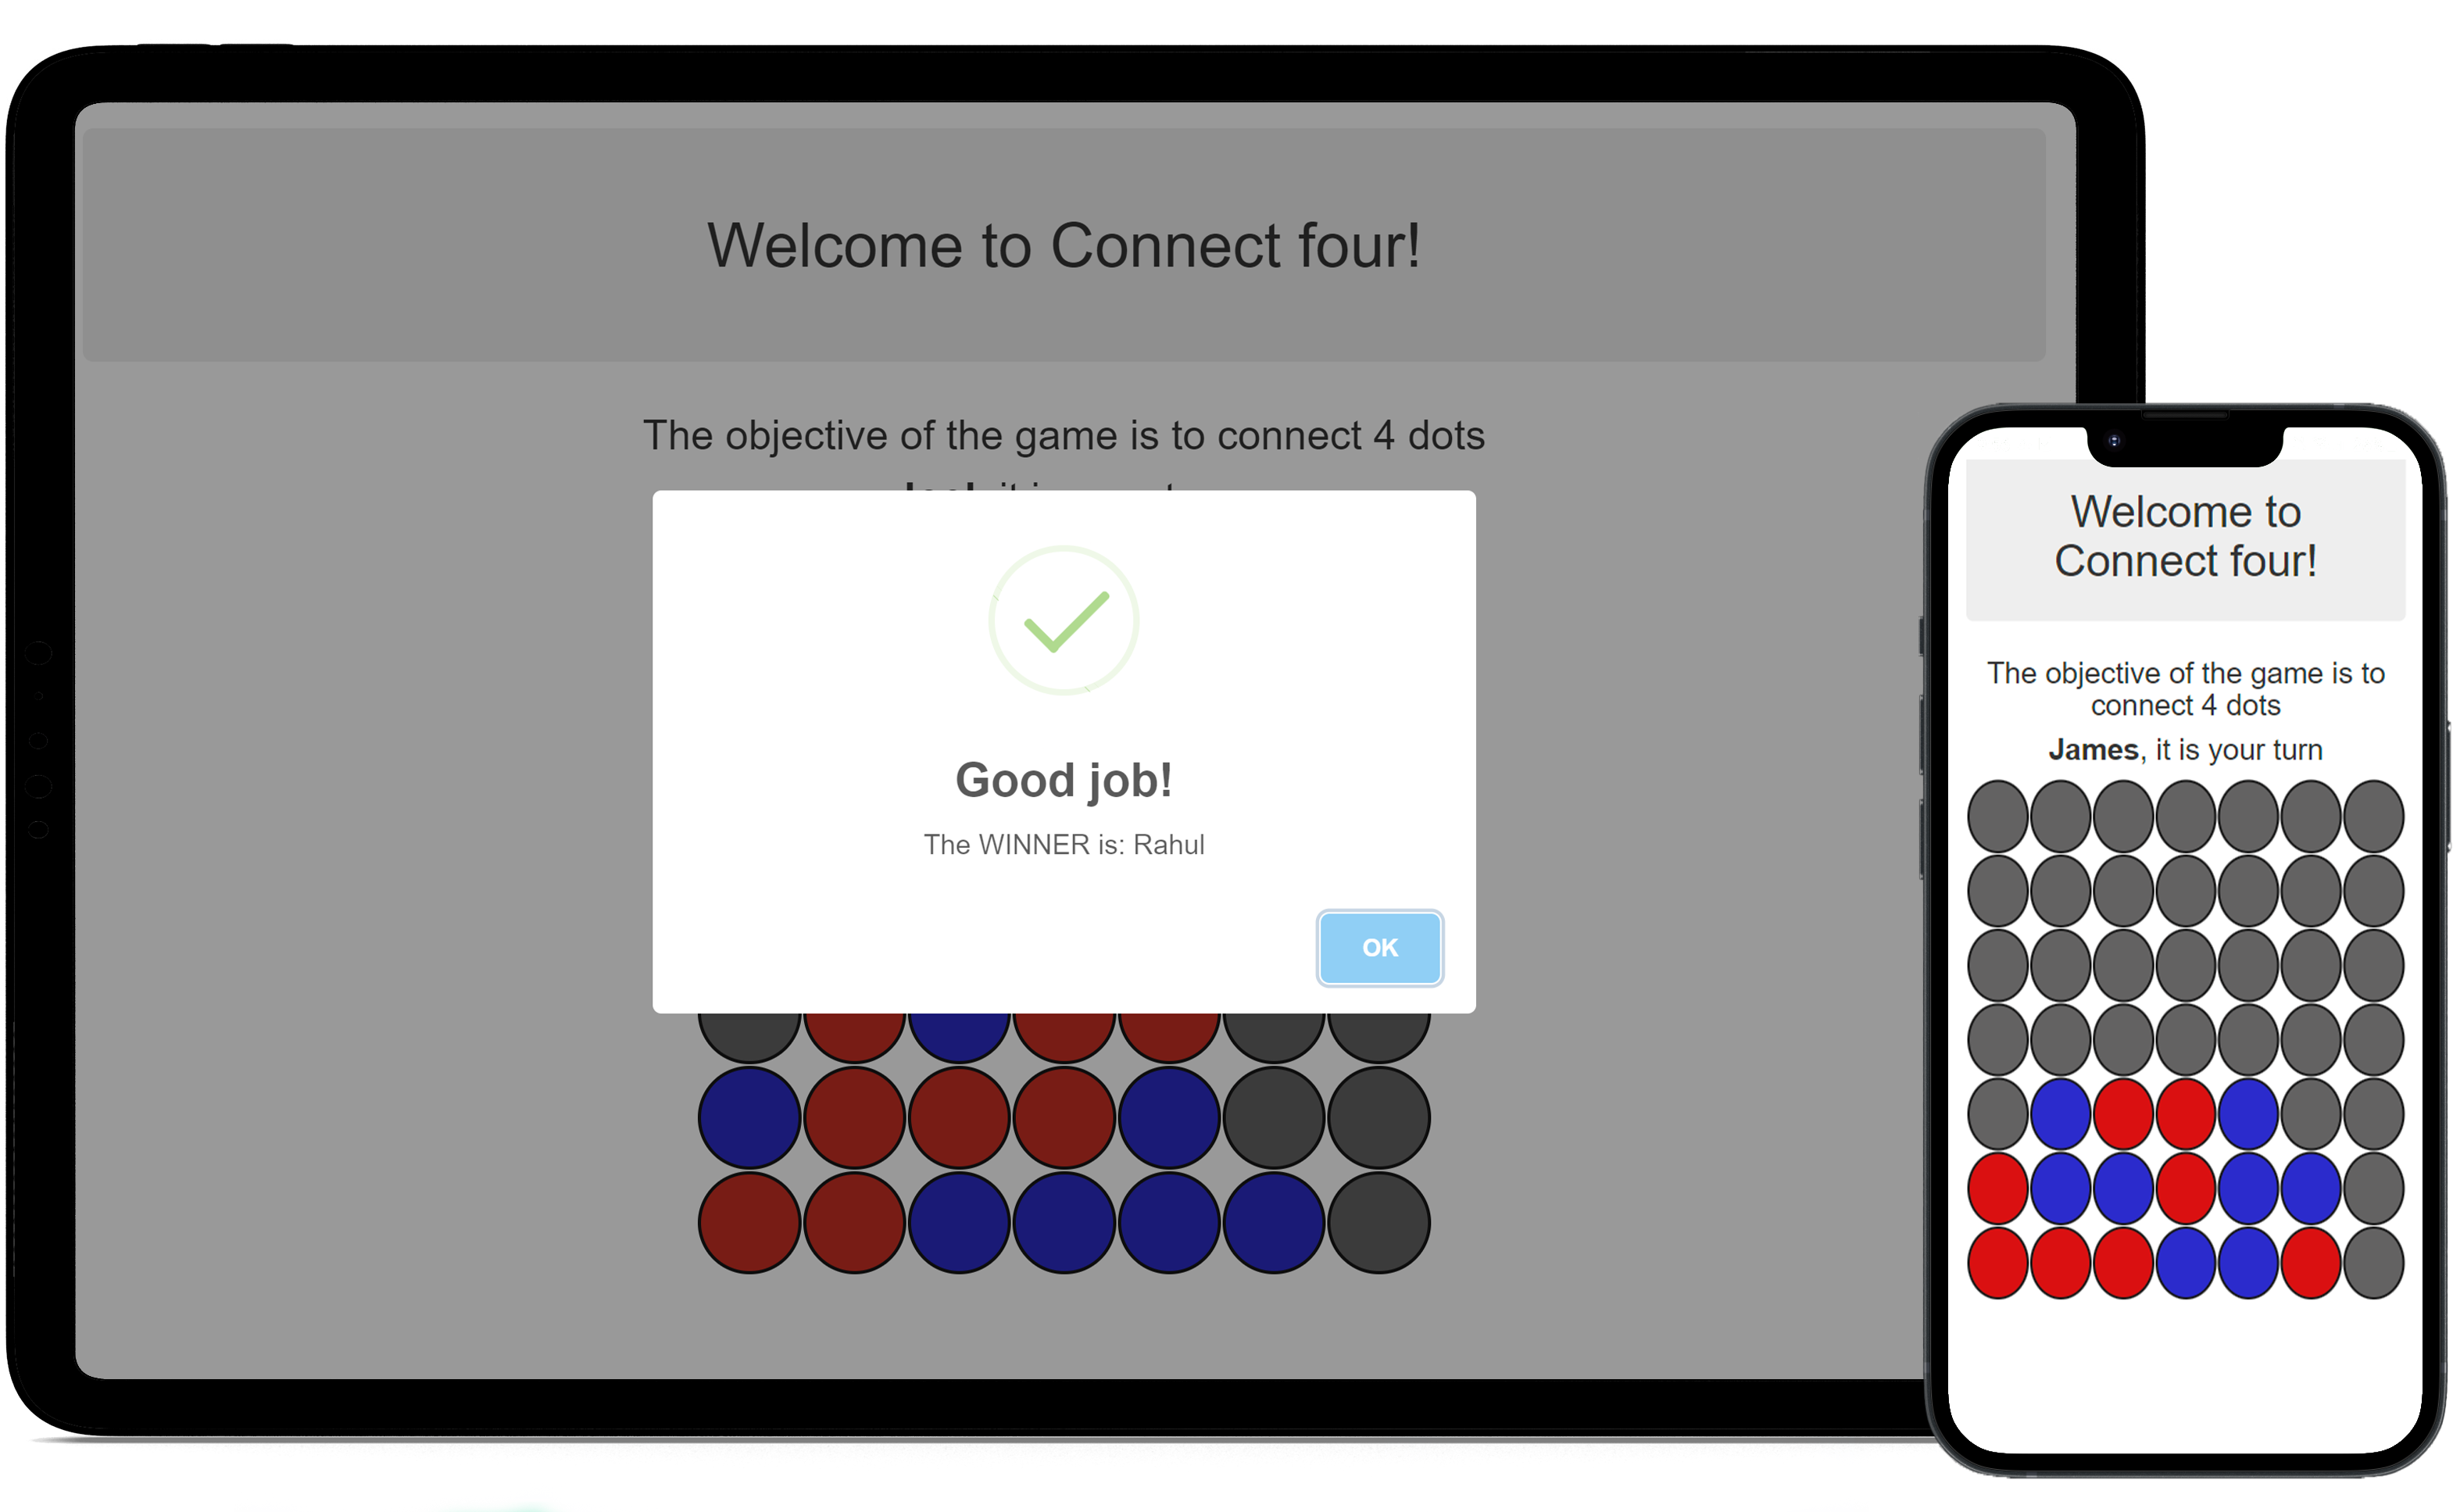 Welcome to Connect four!
The objective of the game is to connect 4 dots
Good job!
The WINNER is: Rahul
OK
Welcome to
Connect four!
The objective of the game is to
connect 4 dots
James, it is your turn